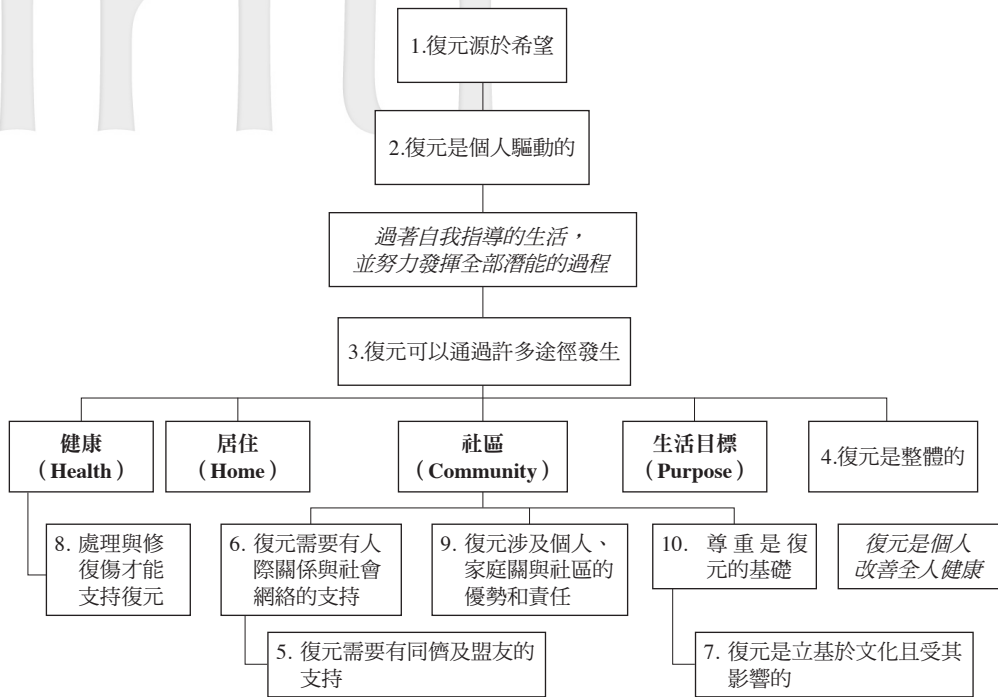 1.復元源於希望
2.復元是個人驅動的
過著自我指導的生活，
並努力發揮全部潛能的過程
3.復元可以通過許多途徑發生
健康
（Health）
居住
（Home）
社區
（Community）
生活目標
（Purpose）
4.復元是整體的
8. 處理與修
復傷才能
支持復元
6. 復元需要有人
際關係與社會
網絡的支持
9. 復元涉及個人、
家庭關與社區的
優勢和責任
10. 尊重是復
元的基礎
復元是個人
改善全人健康
5. 復元需要有同儕及盟友的
支持
7. 復元是立基於文化且受其
影響的